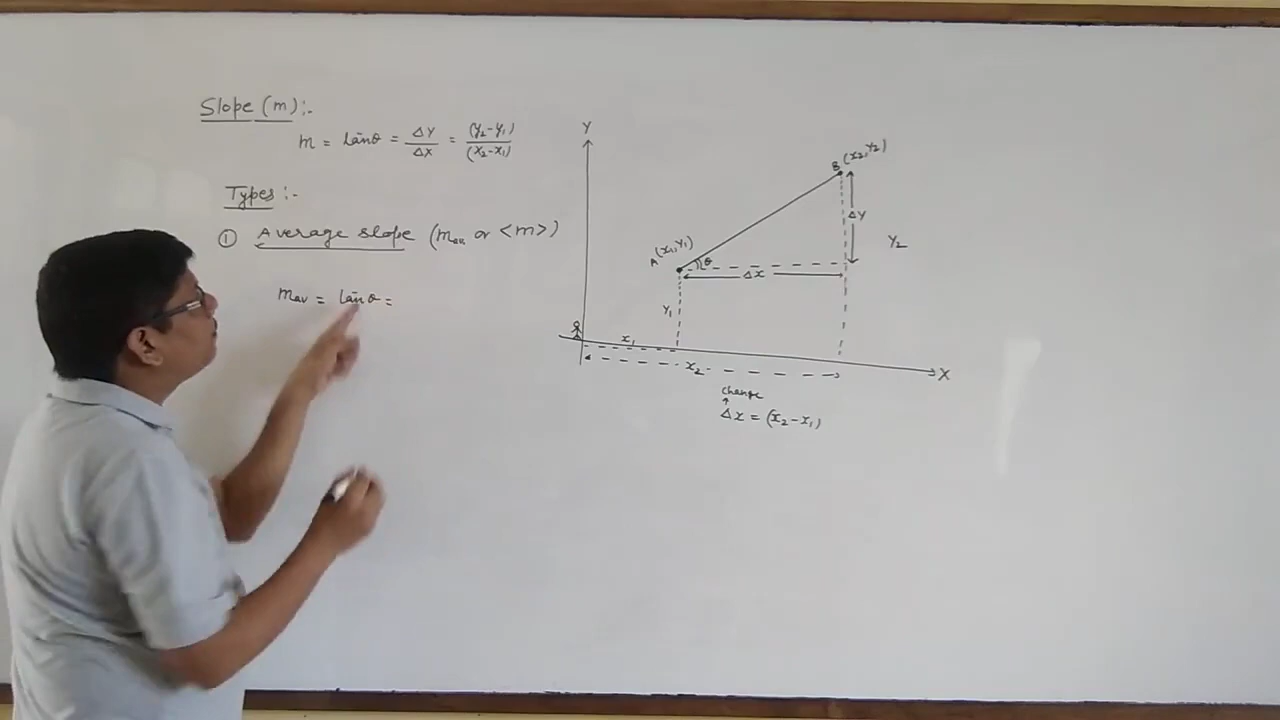 Slope (m):-
m = tanθ = ΔY/ΔX = (y₂-y₁)/(x₂-x₁)
Types:-
① Average slope (mav or <m>)
mav = tanθ =
Y
B (x₂,Y₂)
ΔY
A (x₁,Y₁)
θ
Δx
Y₂
Y₁
x₁
x₂
X
change
↑
Δx = (x₂-x₁)